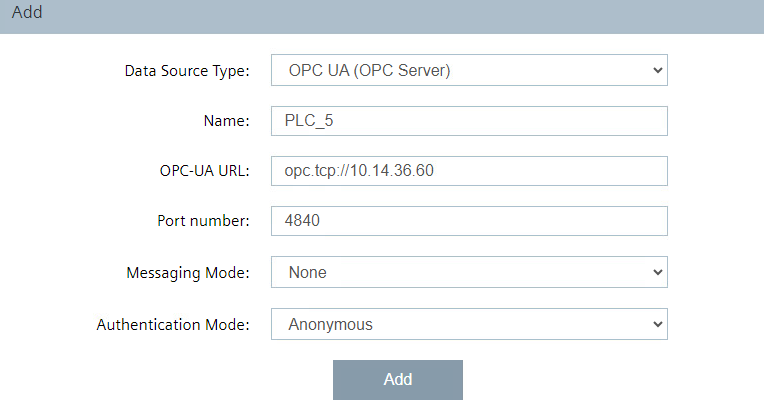 Add
Data Source Type: OPC UA (OPC Server)
Name: PLC_5
OPC-UA URL: opc.tcp://10.14.36.60
Port number: 4840
Messaging Mode: None
Authentication Mode: Anonymous
Add